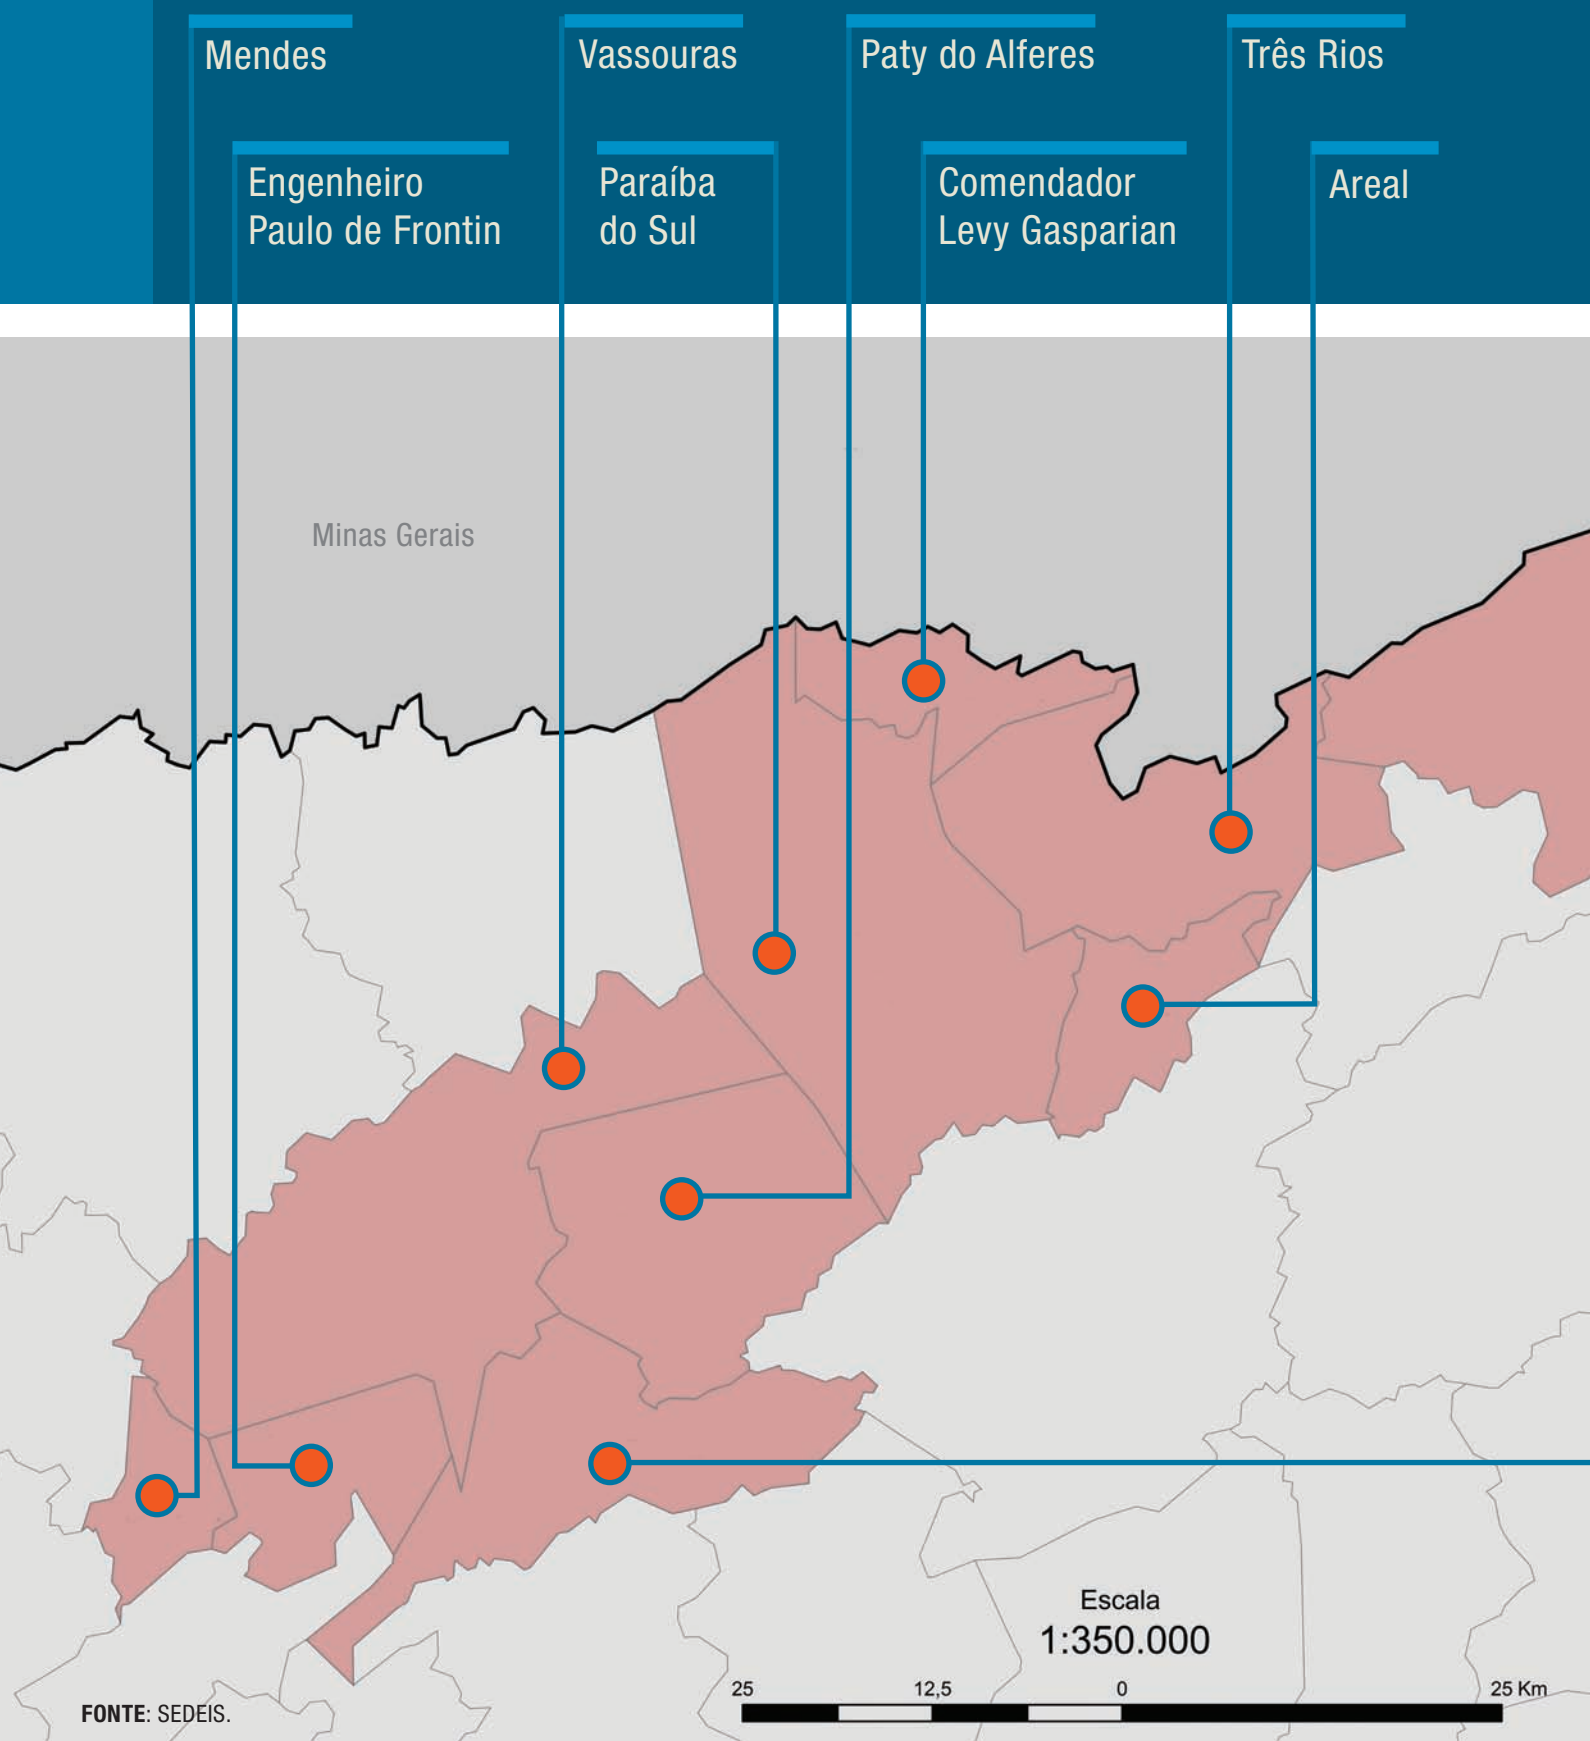 Mendes
Vassouras
Paty do Alferes
Três Rios
Engenheiro
Paulo de Frontin
Paraíba
do Sul
Comendador
Levy Gasparian
Areal
Minas Gerais
Escala
1:350.000
25 12,5 0 25 Km
FONTE: SEDEIS.